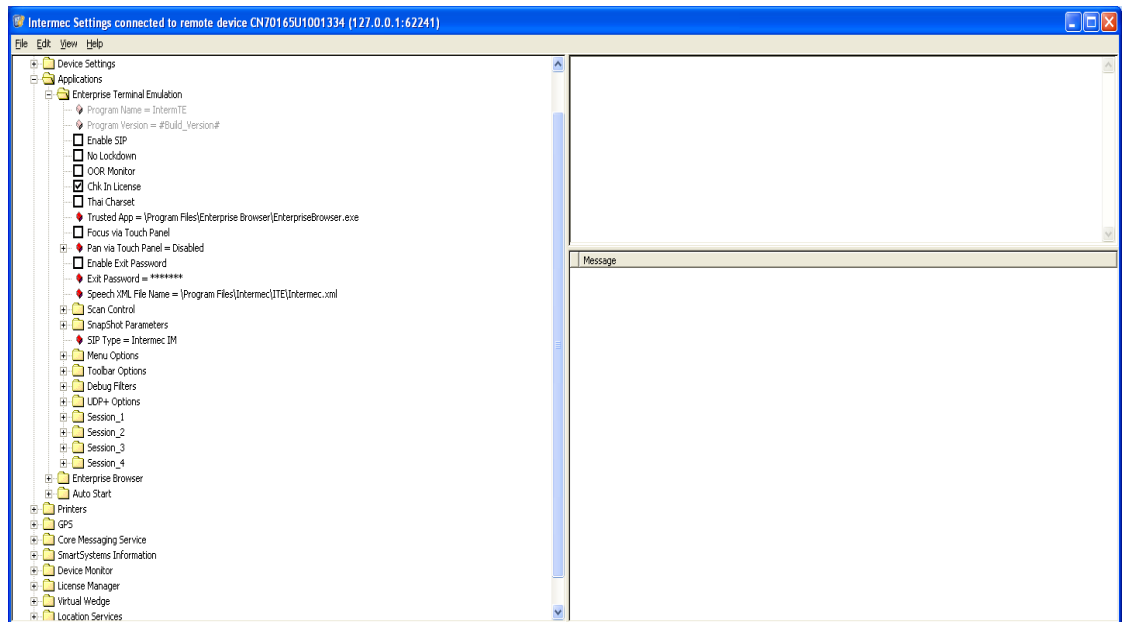 Intermec Settings connected to remote device CN70165U1001334 (127.0.0.1:62241)
File Edit View Help
Device Settings
Applications
Enterprise Terminal Emulation
Program Name = IntermTE
Program Version = #Build_Version#
Enable SIP
No Lockdown
OOR Monitor
Chk In License
Thai Charset
Trusted App = \Program Files\Enterprise Browser\EnterpriseBrowser.exe
Focus via Touch Panel
Pan via Touch Panel = Disabled
Enable Exit Password
Exit Password = *******
Speech XML File Name = \Program Files\Intermec\ITE\Intermec.xml
Scan Control
SnapShot Parameters
SIP Type = Intermec IM
Menu Options
Toolbar Options
Debug Filters
UDP+ Options
Session_1
Session_2
Session_3
Session_4
Enterprise Browser
Auto Start
Printers
GPS
Core Messaging Service
SmartSystems Information
Device Monitor
License Manager
Virtual Wedge
Location Services
Message